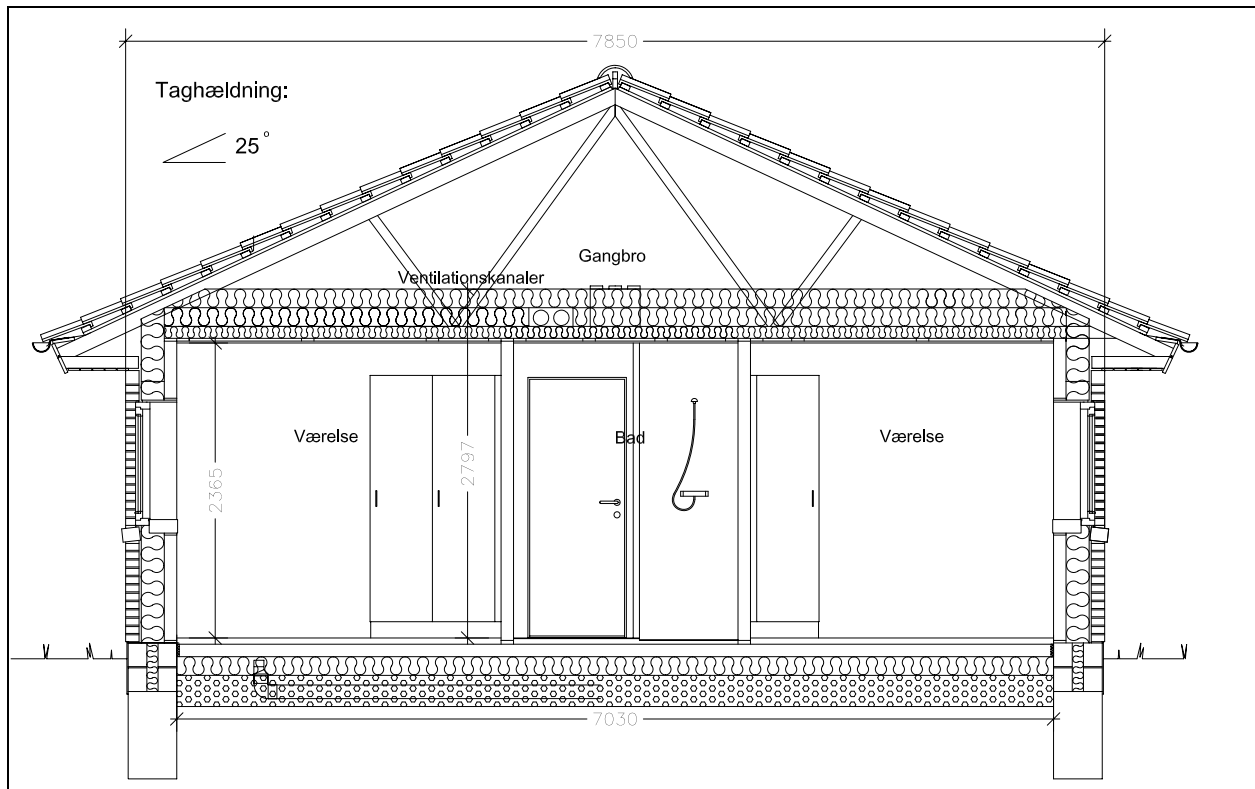 7850
Taghældning:
25°
Gangbro
Ventilationskanaler
Værelse
Bad
Værelse
2365
2797
7030